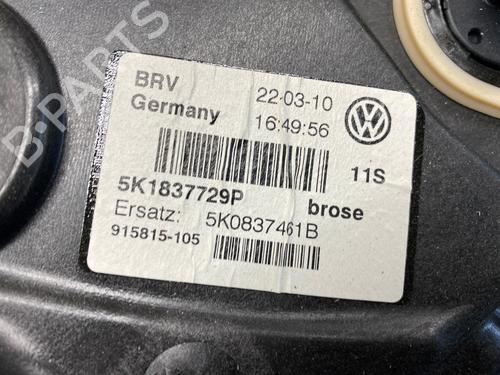 BRV 22-03-10
Germany 16:49:56
11S
5K1837729P brose
Ersatz: 5K0837461B
915815-105
B-PARTS